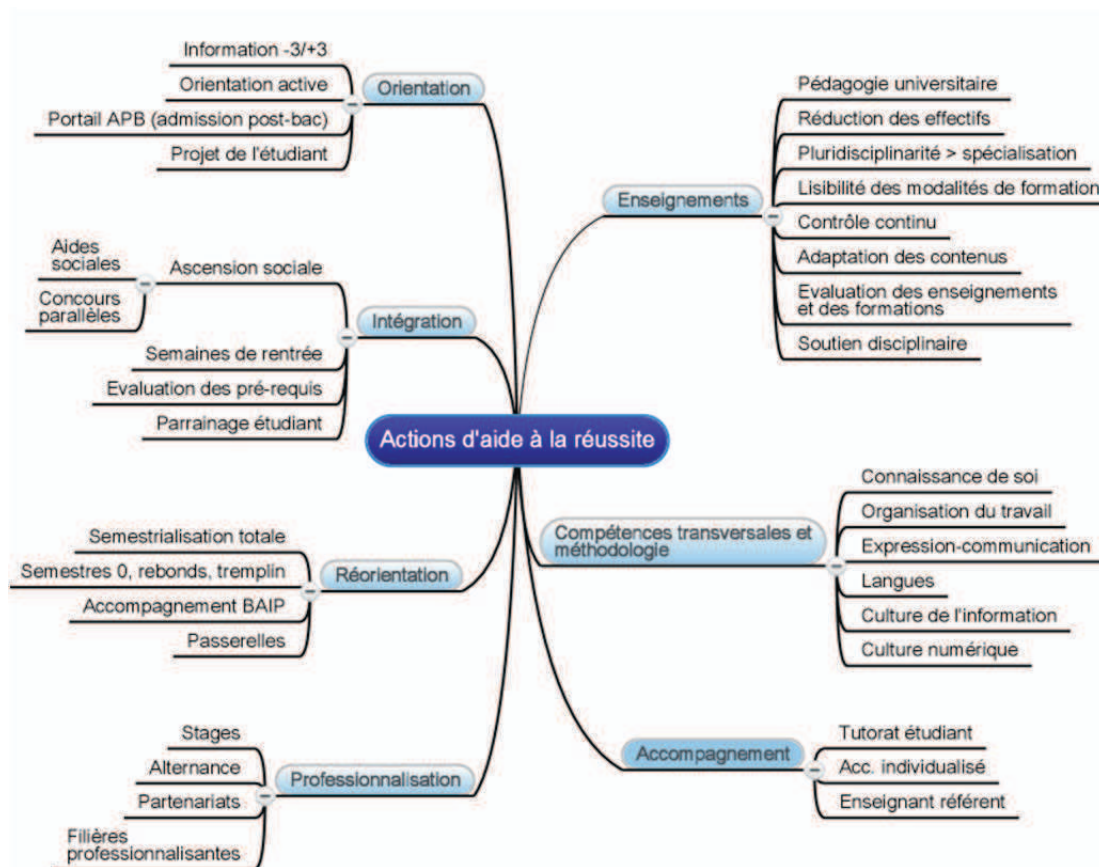 Information -3/+3
Orientation active
Portail APB (admission post-bac)
Projet de l'étudiant
Orientation
Aides
sociales
Concours
parallèles
Ascension sociale
Semaines de rentrée
Evaluation des pré-requis
Parrainage étudiant
Intégration
Semestrialisation totale
Semestres 0, rebonds, tremplin
Accompagnement BAIP
Passerelles
Réorientation
Stages
Alternance
Partenariats
Filières
professionnalisantes
Professionnalisation
Actions d'aide à la réussite
Enseignements
Pédagogie universitaire
Réduction des effectifs
Pluridisciplinarité > spécialisation
Lisibilité des modalités de formation
Contrôle continu
Adaptation des contenus
Evaluation des enseignements
et des formations
Soutien disciplinaire
Compétences transversales et
méthodologie
Connaissance de soi
Organisation du travail
Expression-communication
Langues
Culture de l'information
Culture numérique
Accompagnement
Tutorat étudiant
Acc. individualisé
Enseignant référent